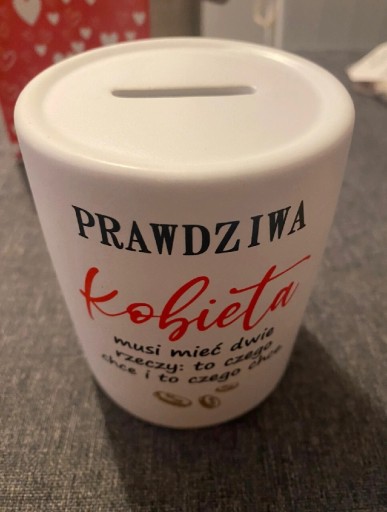 PRAWDZIWA
Kobieta
musi mieć dwie
rzeczy: to czego
chce i to czego chce